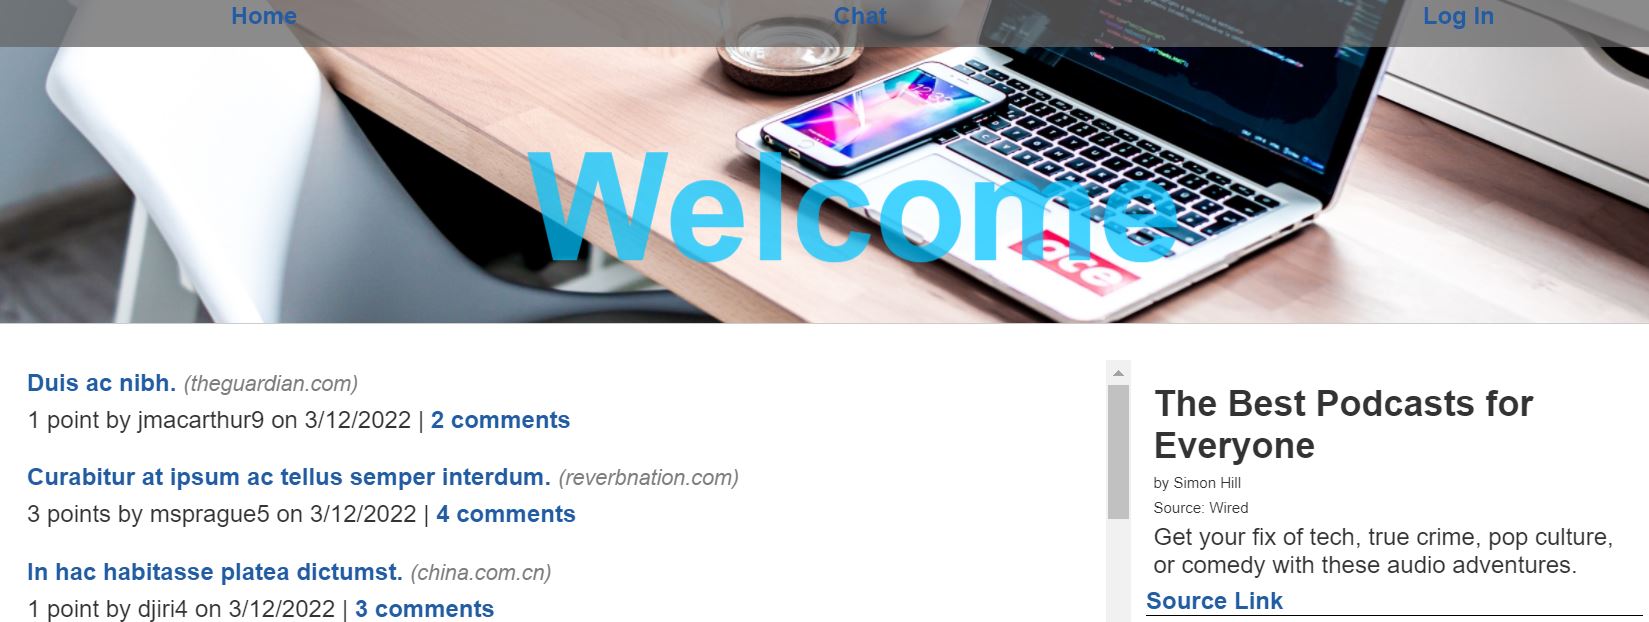 Home Chat Log In
12:36
Welcome
ace
Duis ac nibh. (theguardian.com)
1 point by jmacarthur9 on 3/12/2022 | 2 comments
Curabitur at ipsum ac tellus semper interdum. (reverbnation.com)
3 points by msprague5 on 3/12/2022 | 4 comments
In hac habitasse platea dictumst. (china.com.cn)
1 point by djiri4 on 3/12/2022 | 3 comments
The Best Podcasts for
Everyone
by Simon Hill
Source: Wired
Get your fix of tech, true crime, pop culture,
or comedy with these audio adventures.
Source Link